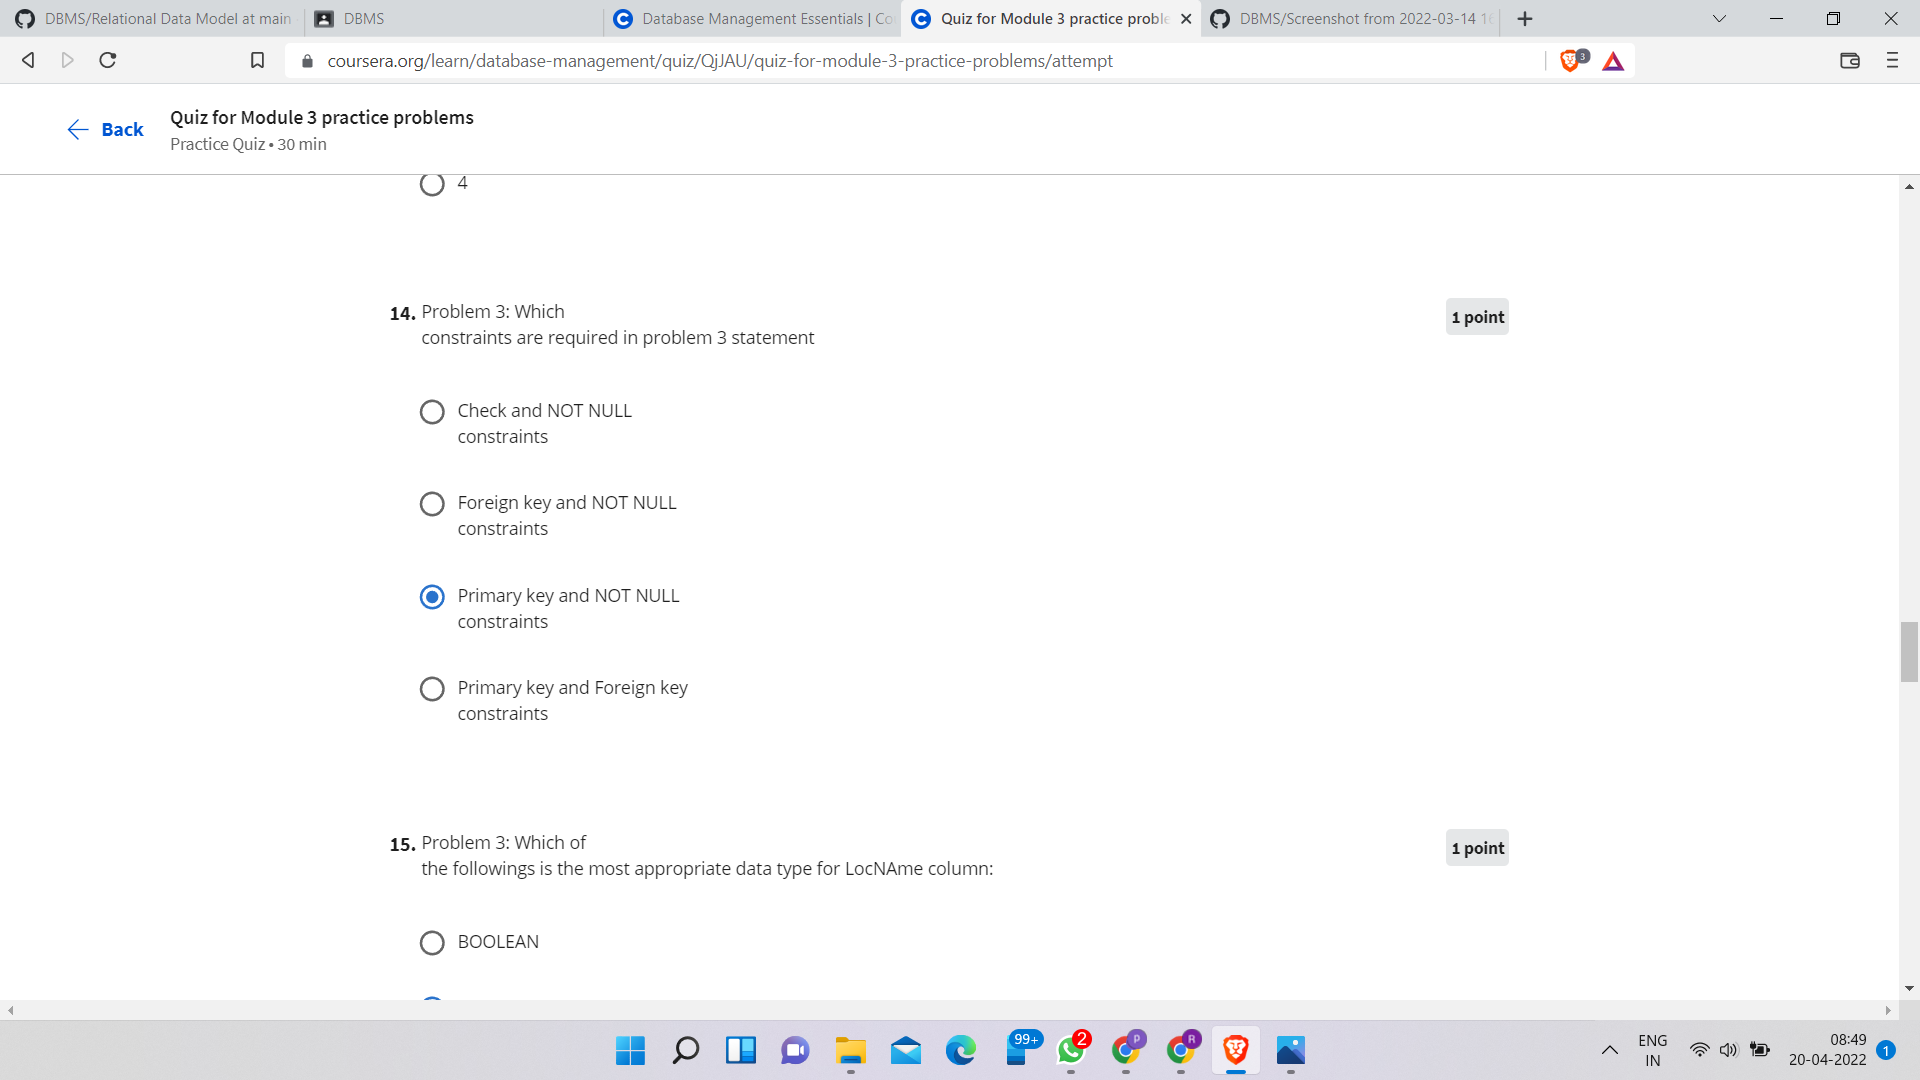 DBMS/Relational Data Model at main
DBMS
Database Management Essentials | Co
Quiz for Module 3 practice proble
DBMS/Screenshot from 2022-03-14 16
coursera.org/learn/database-management/quiz/QjJAU/quiz-for-module-3-practice-problems/attempt
3
Back
Quiz for Module 3 practice problems
Practice Quiz • 30 min
4
14. Problem 3: Which
constraints are required in problem 3 statement
1 point
Check and NOT NULL
constraints
Foreign key and NOT NULL
constraints
Primary key and NOT NULL
constraints
Primary key and Foreign key
constraints
15. Problem 3: Which of
the followings is the most appropriate data type for LocNAme column:
1 point
BOOLEAN
99+
2
P
R
ENG
IN
08:49
20-04-2022
1